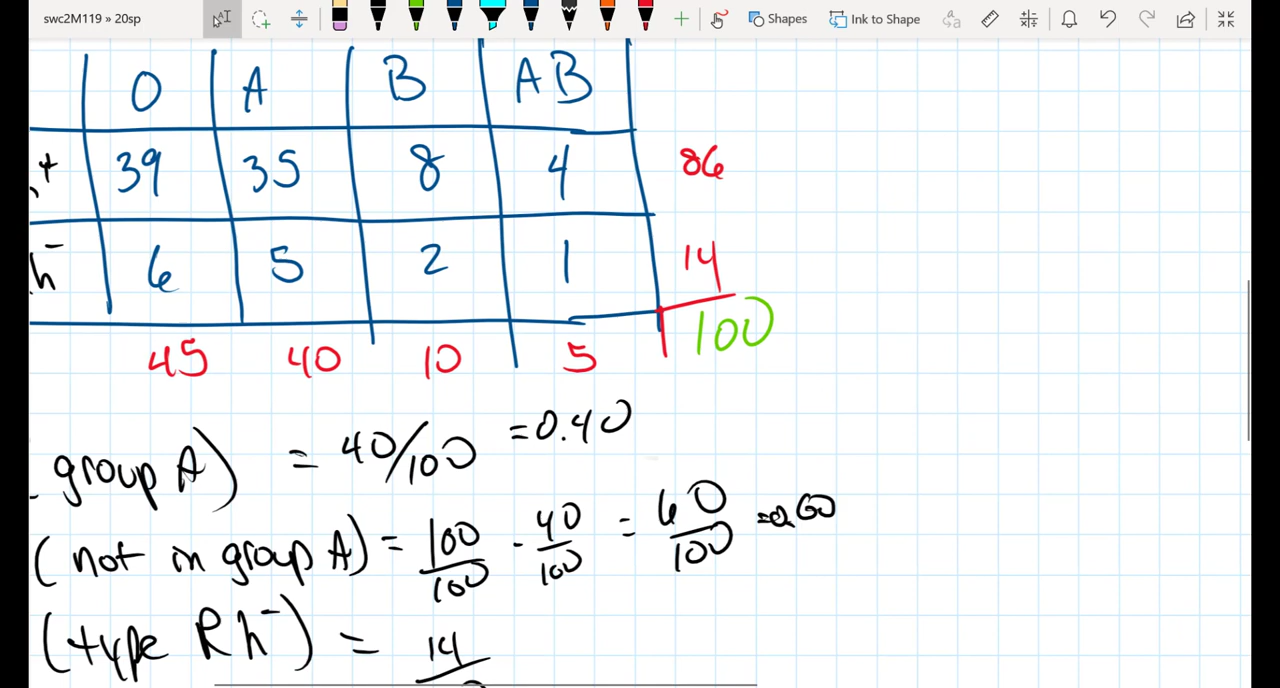 swc2M119 » 20sp Shapes Ink to Shape
O A B AB
+ 39 35 8 4 86
h⁻ 6 5 2 1 14
45 40 10 5 100
group A) = 40/100 = 0.40
(not in group A) = 100/100 - 40/100 = 60/100 = 0.60
(type Rh⁻) = 14